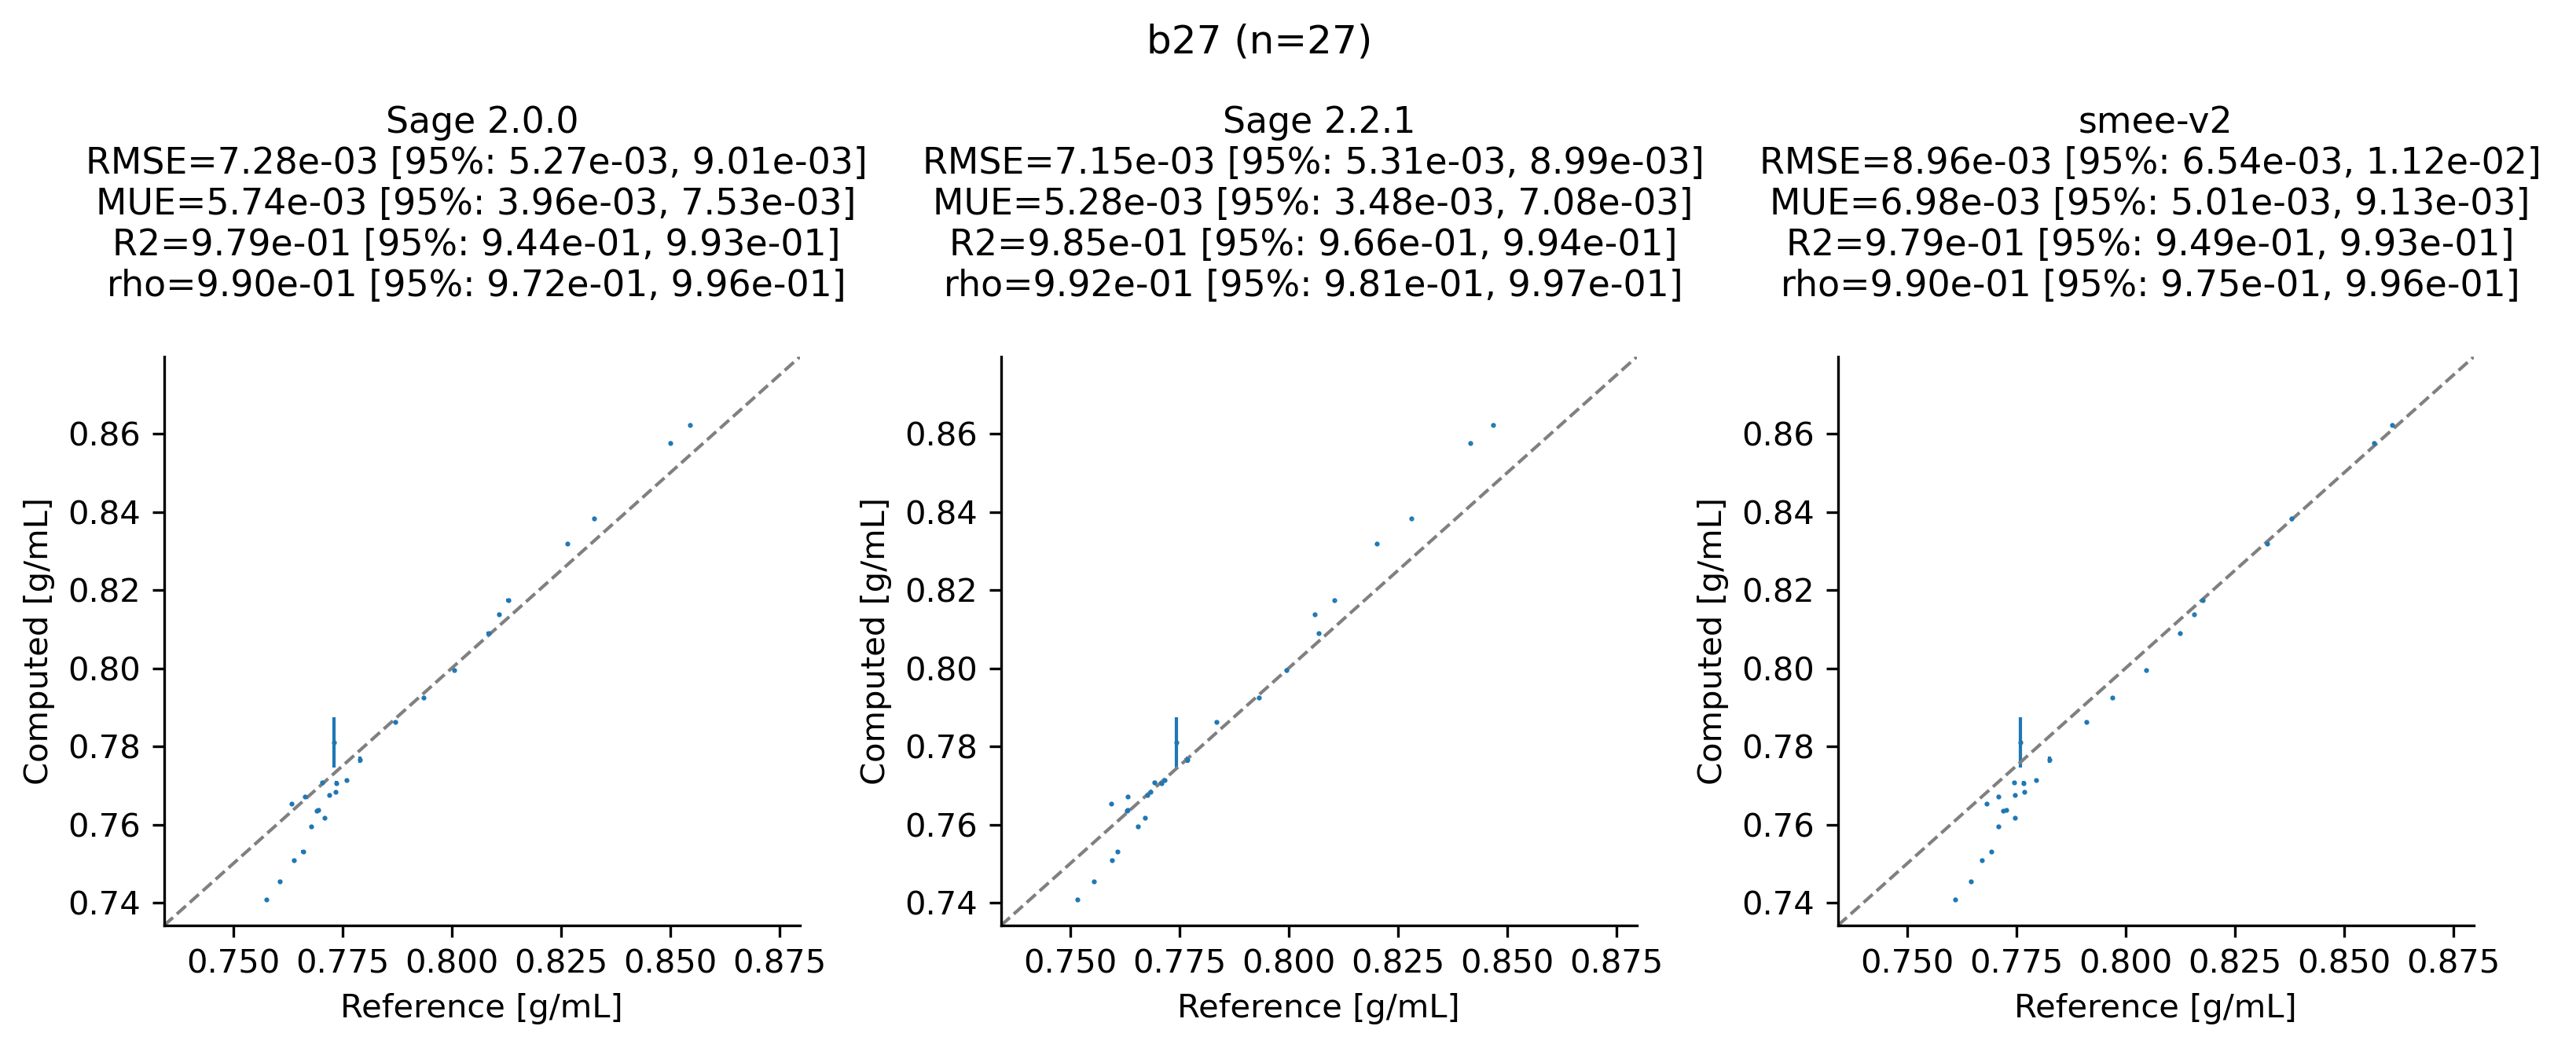 b27 (n=27)
Sage 2.0.0
RMSE=7.28e-03 [95%: 5.27e-03, 9.01e-03]
MUE=5.74e-03 [95%: 3.96e-03, 7.53e-03]
R2=9.79e-01 [95%: 9.44e-01, 9.93e-01]
rho=9.90e-01 [95%: 9.72e-01, 9.96e-01]
0.86
0.84
0.82
0.80
0.78
0.76
0.74
Computed [g/mL]
0.750 0.775 0.800 0.825 0.850 0.875
Reference [g/mL]
Sage 2.2.1
RMSE=7.15e-03 [95%: 5.31e-03, 8.99e-03]
MUE=5.28e-03 [95%: 3.48e-03, 7.08e-03]
R2=9.85e-01 [95%: 9.66e-01, 9.94e-01]
rho=9.92e-01 [95%: 9.81e-01, 9.97e-01]
0.86
0.84
0.82
0.80
0.78
0.76
0.74
Computed [g/mL]
0.750 0.775 0.800 0.825 0.850 0.875
Reference [g/mL]
smee-v2
RMSE=8.96e-03 [95%: 6.54e-03, 1.12e-02]
MUE=6.98e-03 [95%: 5.01e-03, 9.13e-03]
R2=9.79e-01 [95%: 9.49e-01, 9.93e-01]
rho=9.90e-01 [95%: 9.75e-01, 9.96e-01]
0.86
0.84
0.82
0.80
0.78
0.76
0.74
Computed [g/mL]
0.750 0.775 0.800 0.825 0.850 0.875
Reference [g/mL]